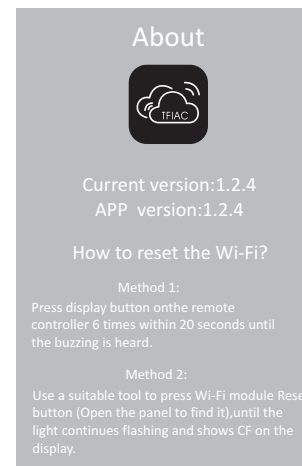 About
TFIAC
Current version:1.2.4
APP version:1.2.4
How to reset the Wi-Fi?
Method 1:
Press display button onthe remote
controller 6 times within 20 seconds until
the buzzing is heard.
Method 2:
Use a suitable tool to press Wi-Fi module Rese
button (Open the panel to find it),until the
light continues flashing and shows CF on the
display.